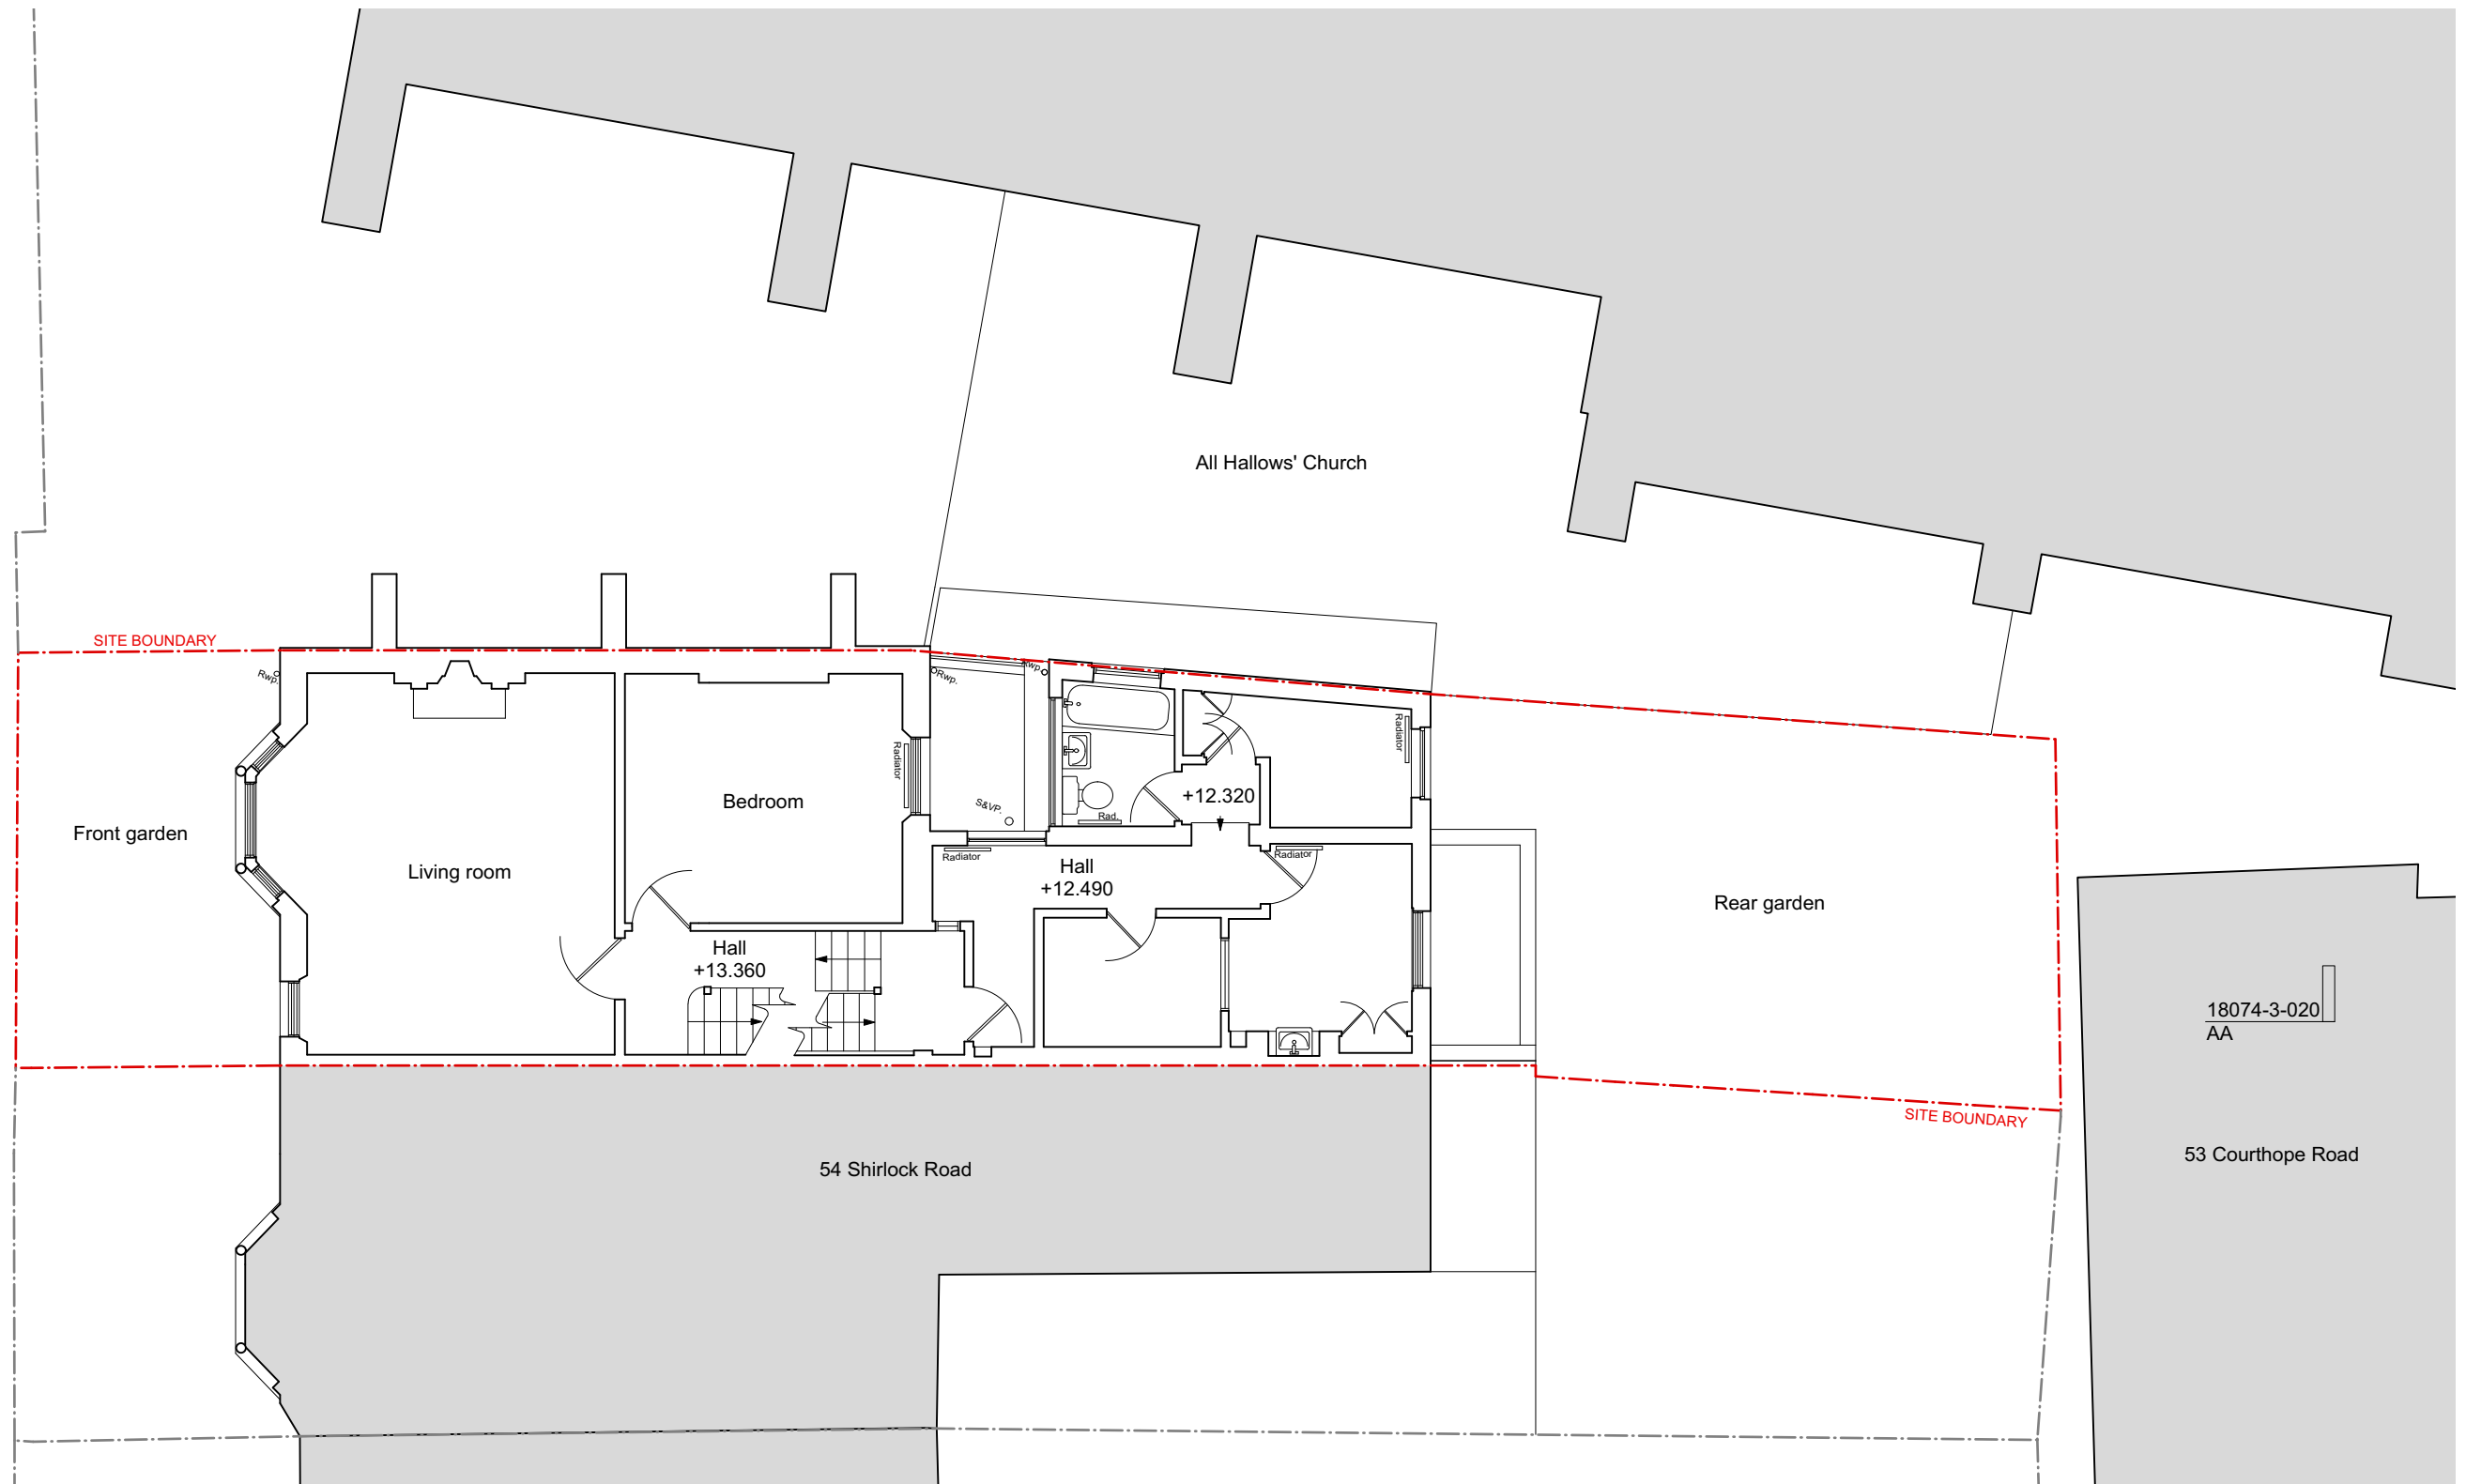 All Hallows' Church
SITE BOUNDARY
Rwp.
Rwp.
Rwp.
Radiator
Radiator
Bedroom
+12.320
S&VP.
Rad.
Front garden
Living room
Radiator
Radiator
Hall
+12.490
Rear garden
Hall
+13.360
18074-3-020
AA
SITE BOUNDARY
54 Shirlock Road
53 Courthope Road